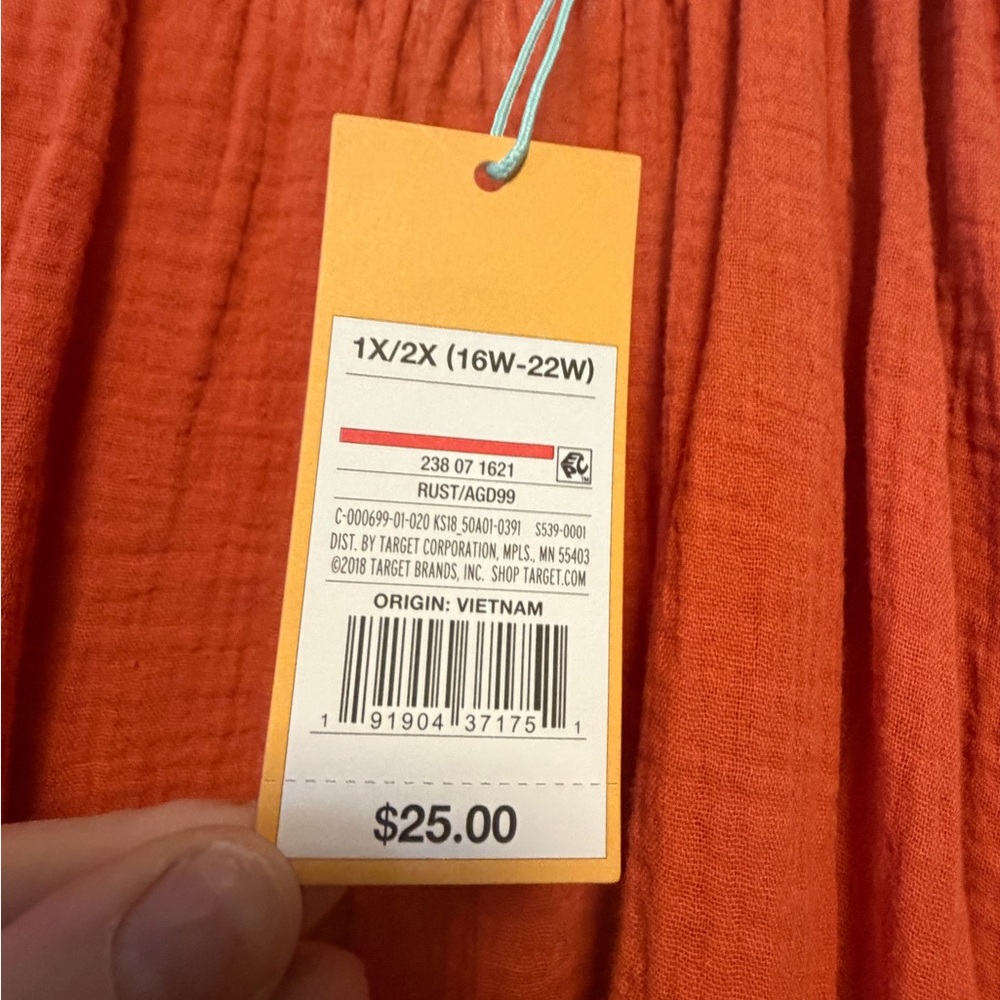 1X/2X (16W-22W)
238 07 1621
EPC TM
RUST/AGD99
C-000699-01-020 KS18_50A01-0391 S539-0001
DIST. BY TARGET CORPORATION, MPLS., MN 55403
©2018 TARGET BRANDS, INC. SHOP TARGET.COM
ORIGIN: VIETNAM
1 91904 37175 1
$25.00